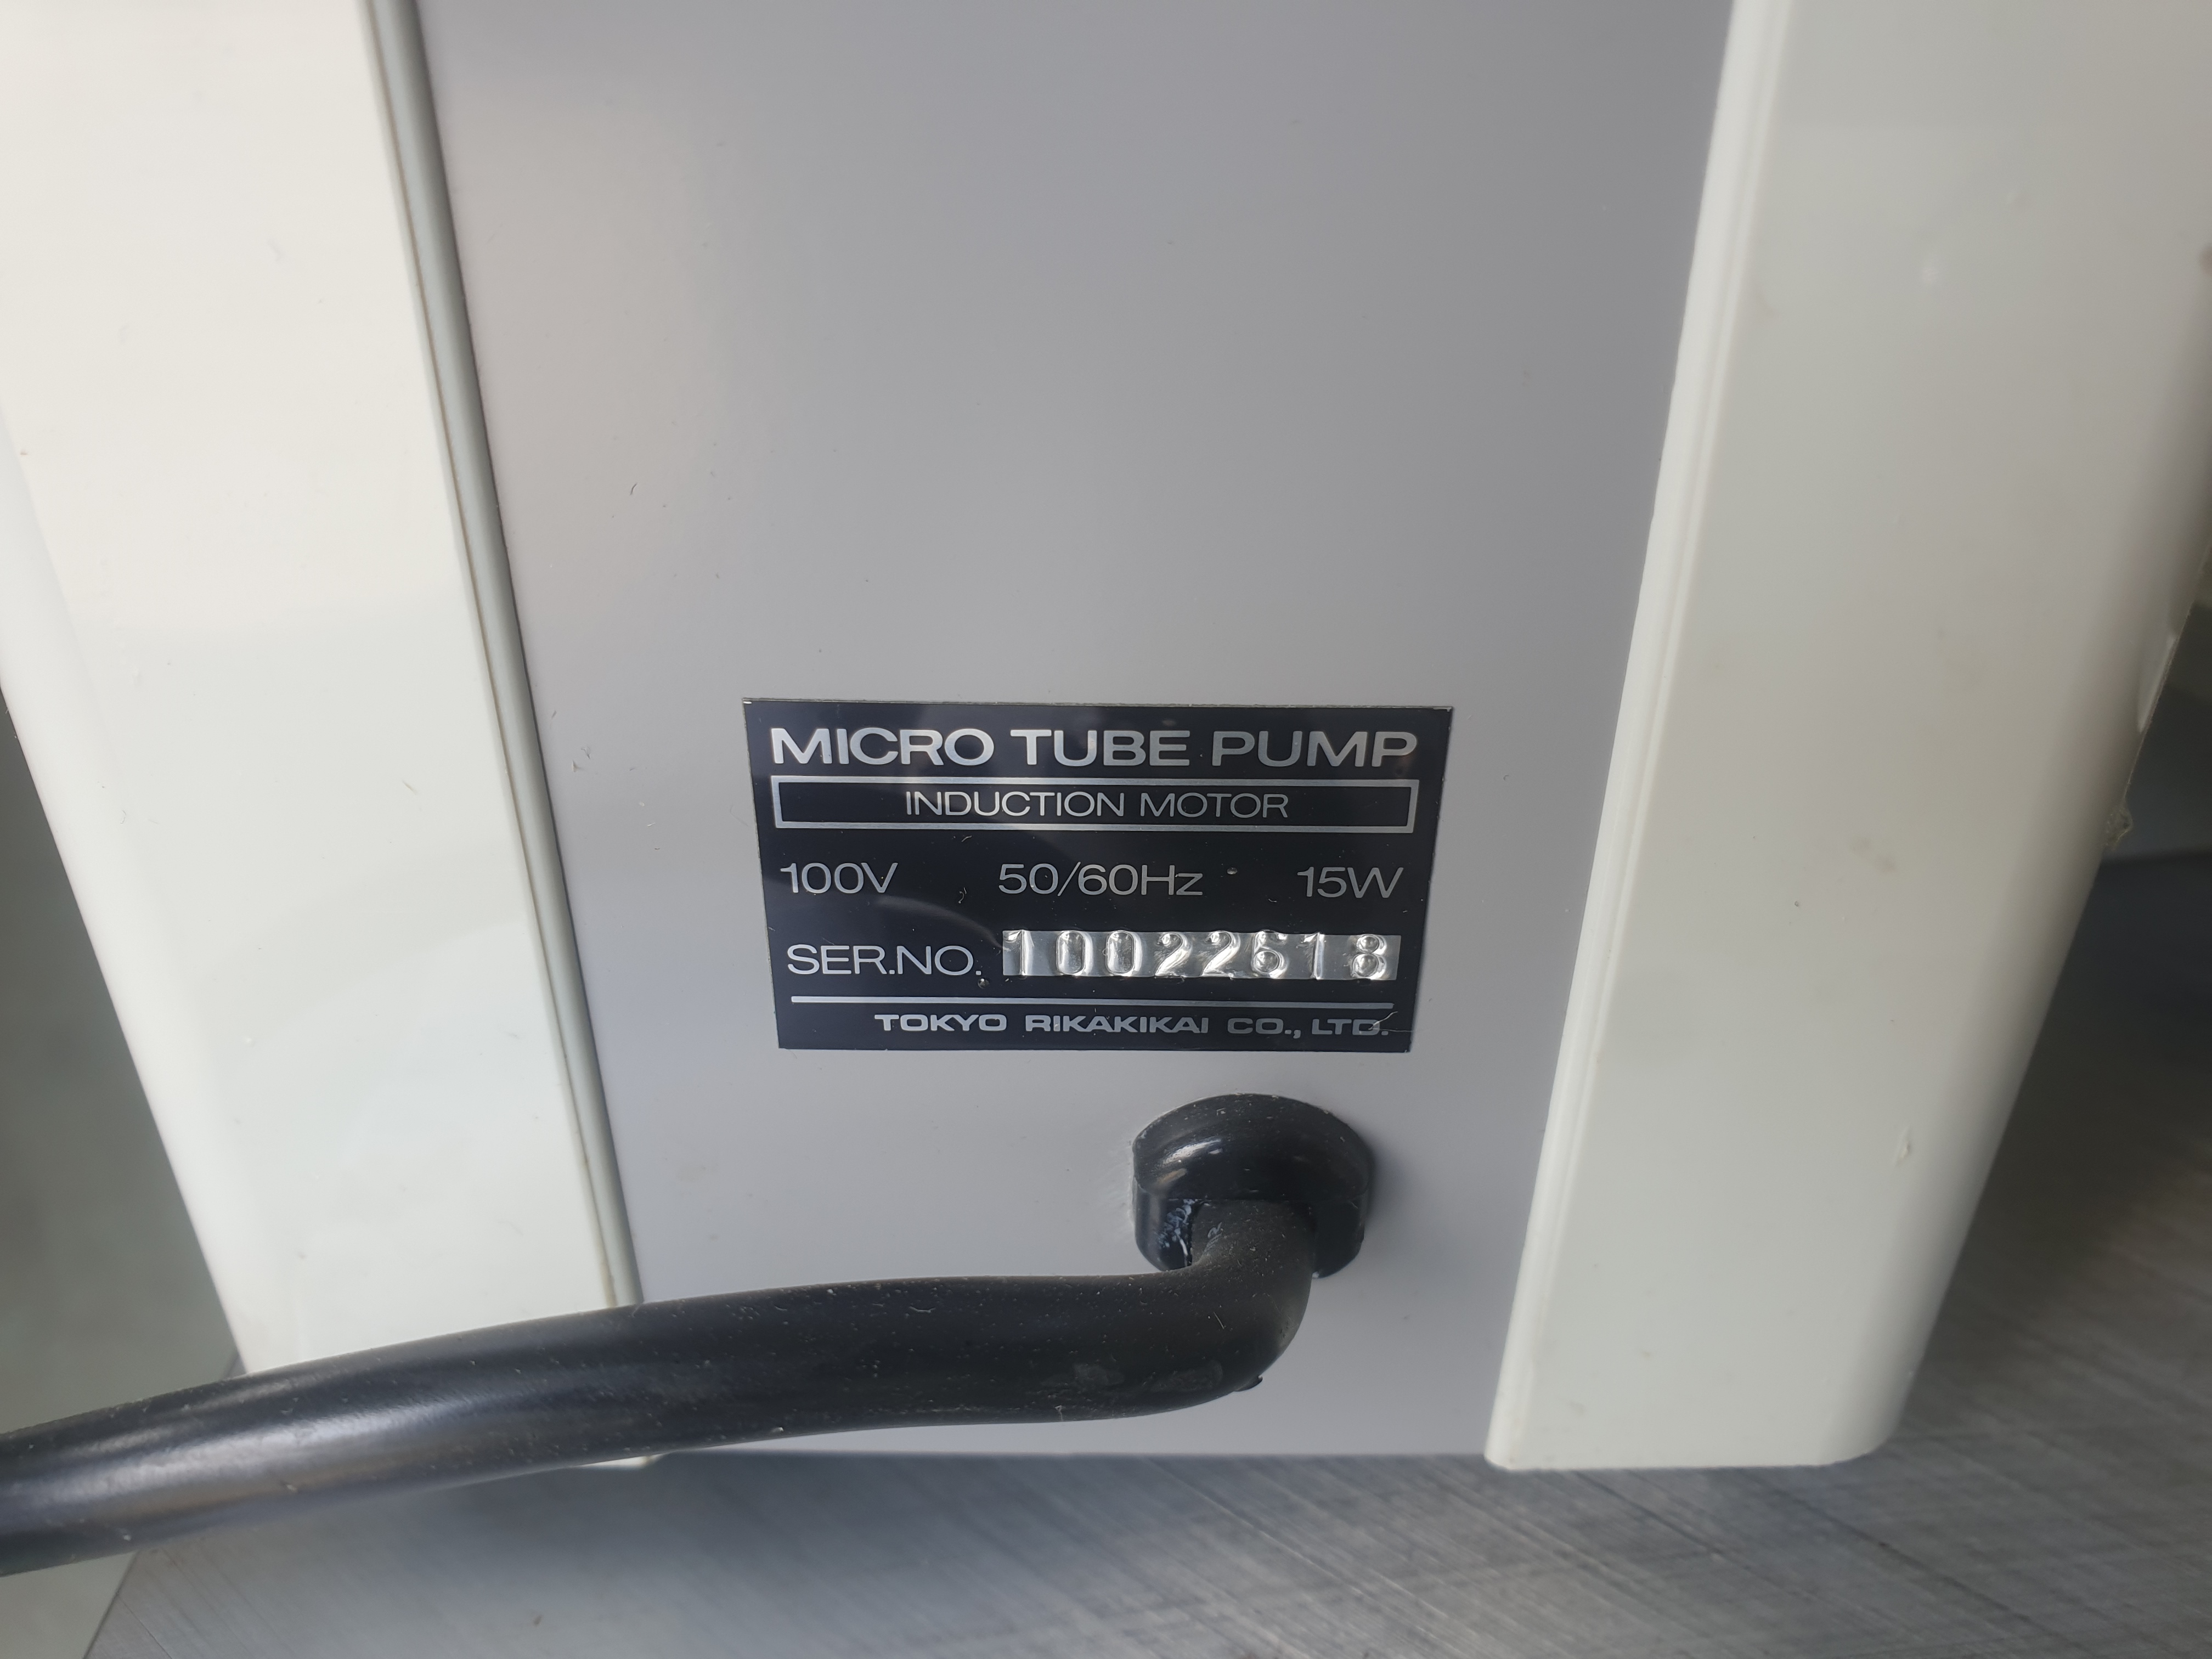 MICRO TUBE PUMP
INDUCTION MOTOR
100V 50/60Hz 15W
SER.NO. 10022618
TOKYO RIKAKIKAI CO., LTD.